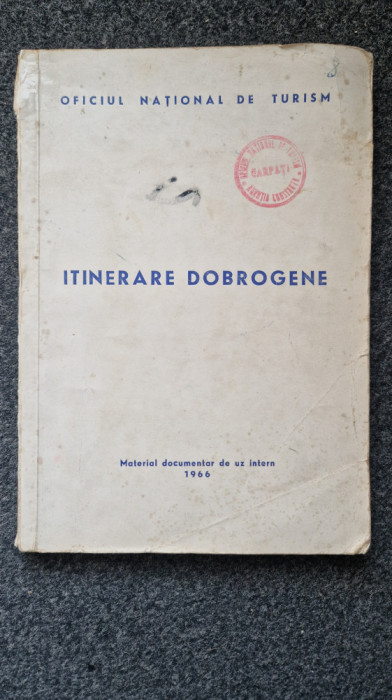 OFICIUL NAȚIONAL DE TURISM
CARPAȚI
ITINERARE DOBROGENE
Material documentar de uz intern
1966